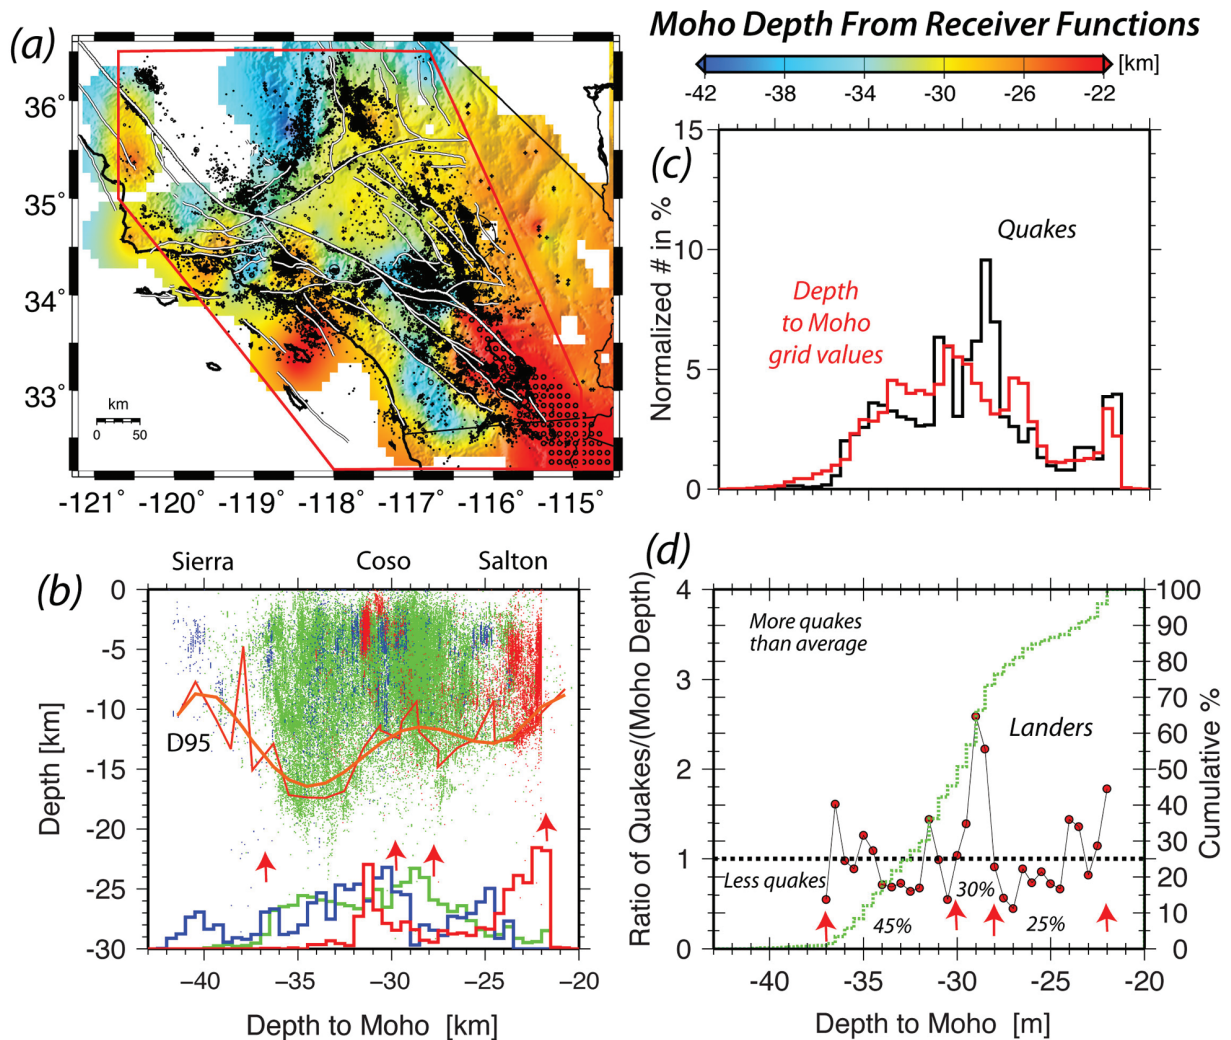 (a)
Moho Depth From Receiver Functions
[km]
-42 -38 -34 -30 -26 -22
36°
35°
34°
33°
km
0 50
-121° -120° -119° -118° -117° -116° -115°
(c)
15
10
5
0
Normalized # in %
Quakes
Depth
to Moho
grid values
(b)
Sierra Coso Salton
0
-5
-10
-15
-20
-25
-30
Depth [km]
D95
-40 -35 -30 -25 -20
Depth to Moho [km]
(d)
4
3
2
1
0
Ratio of Quakes/(Moho Depth)
More quakes
than average
Landers
Less quakes
45%
30%
25%
100
90
80
70
60
50
40
30
20
10
0
Cumulative %
-40 -35 -30 -25 -20
Depth to Moho [m]